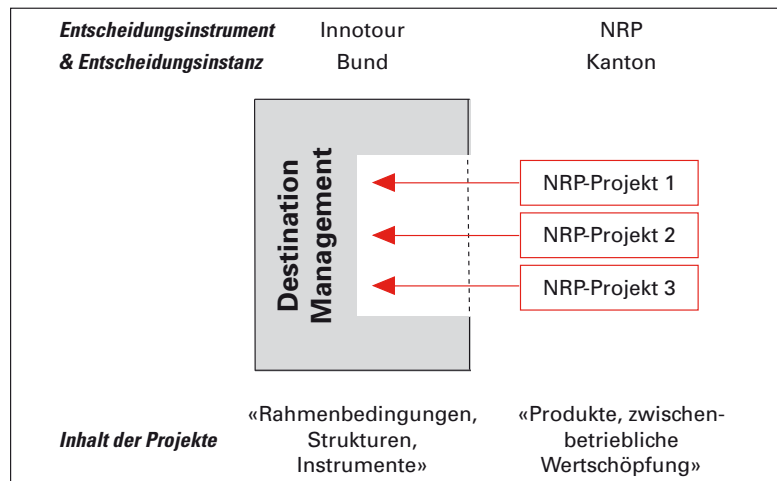 Entscheidungsinstrument Innotour NRP
& Entscheidungsinstanz Bund Kanton
Destination
Management
NRP-Projekt 1
NRP-Projekt 2
NRP-Projekt 3
Inhalt der Projekte
«Rahmenbedingungen,
Strukturen,
Instrumente»
«Produkte, zwischen-
betriebliche
Wertschöpfung»